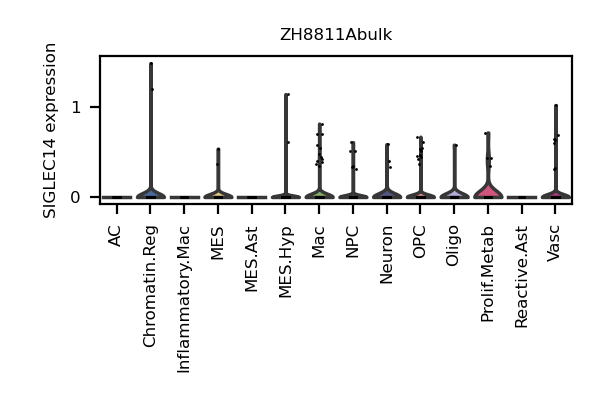 ZH8811Abulk
SIGLEC14 expression
1
0
AC
Chromatin.Reg
Inflammatory.Mac
MES
MES.Ast
MES.Hyp
Mac
NPC
Neuron
OPC
Oligo
Prolif.Metab
Reactive.Ast
Vasc